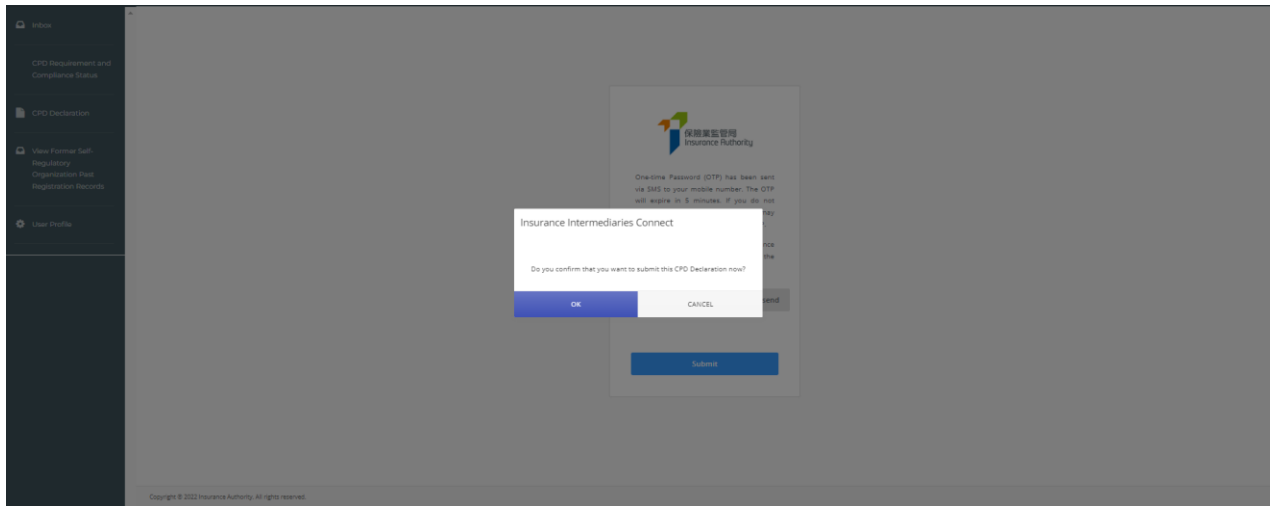 Inbox
CPD Requirement and
Compliance Status
CPD Declaration
View Former Self-
Regulatory
Organization Past
Registration Records
User Profile
保險業監管局
Insurance Authority
One-time Password (OTP) has been sent
via SMS to your mobile number. The OTP
will expire in 5 minutes. If you do not
Insurance Intermediaries Connect
Do you confirm that you want to submit this CPD Declaration now?
OK
CANCEL
Submit
Copyright © 2022 Insurance Authority. All rights reserved.